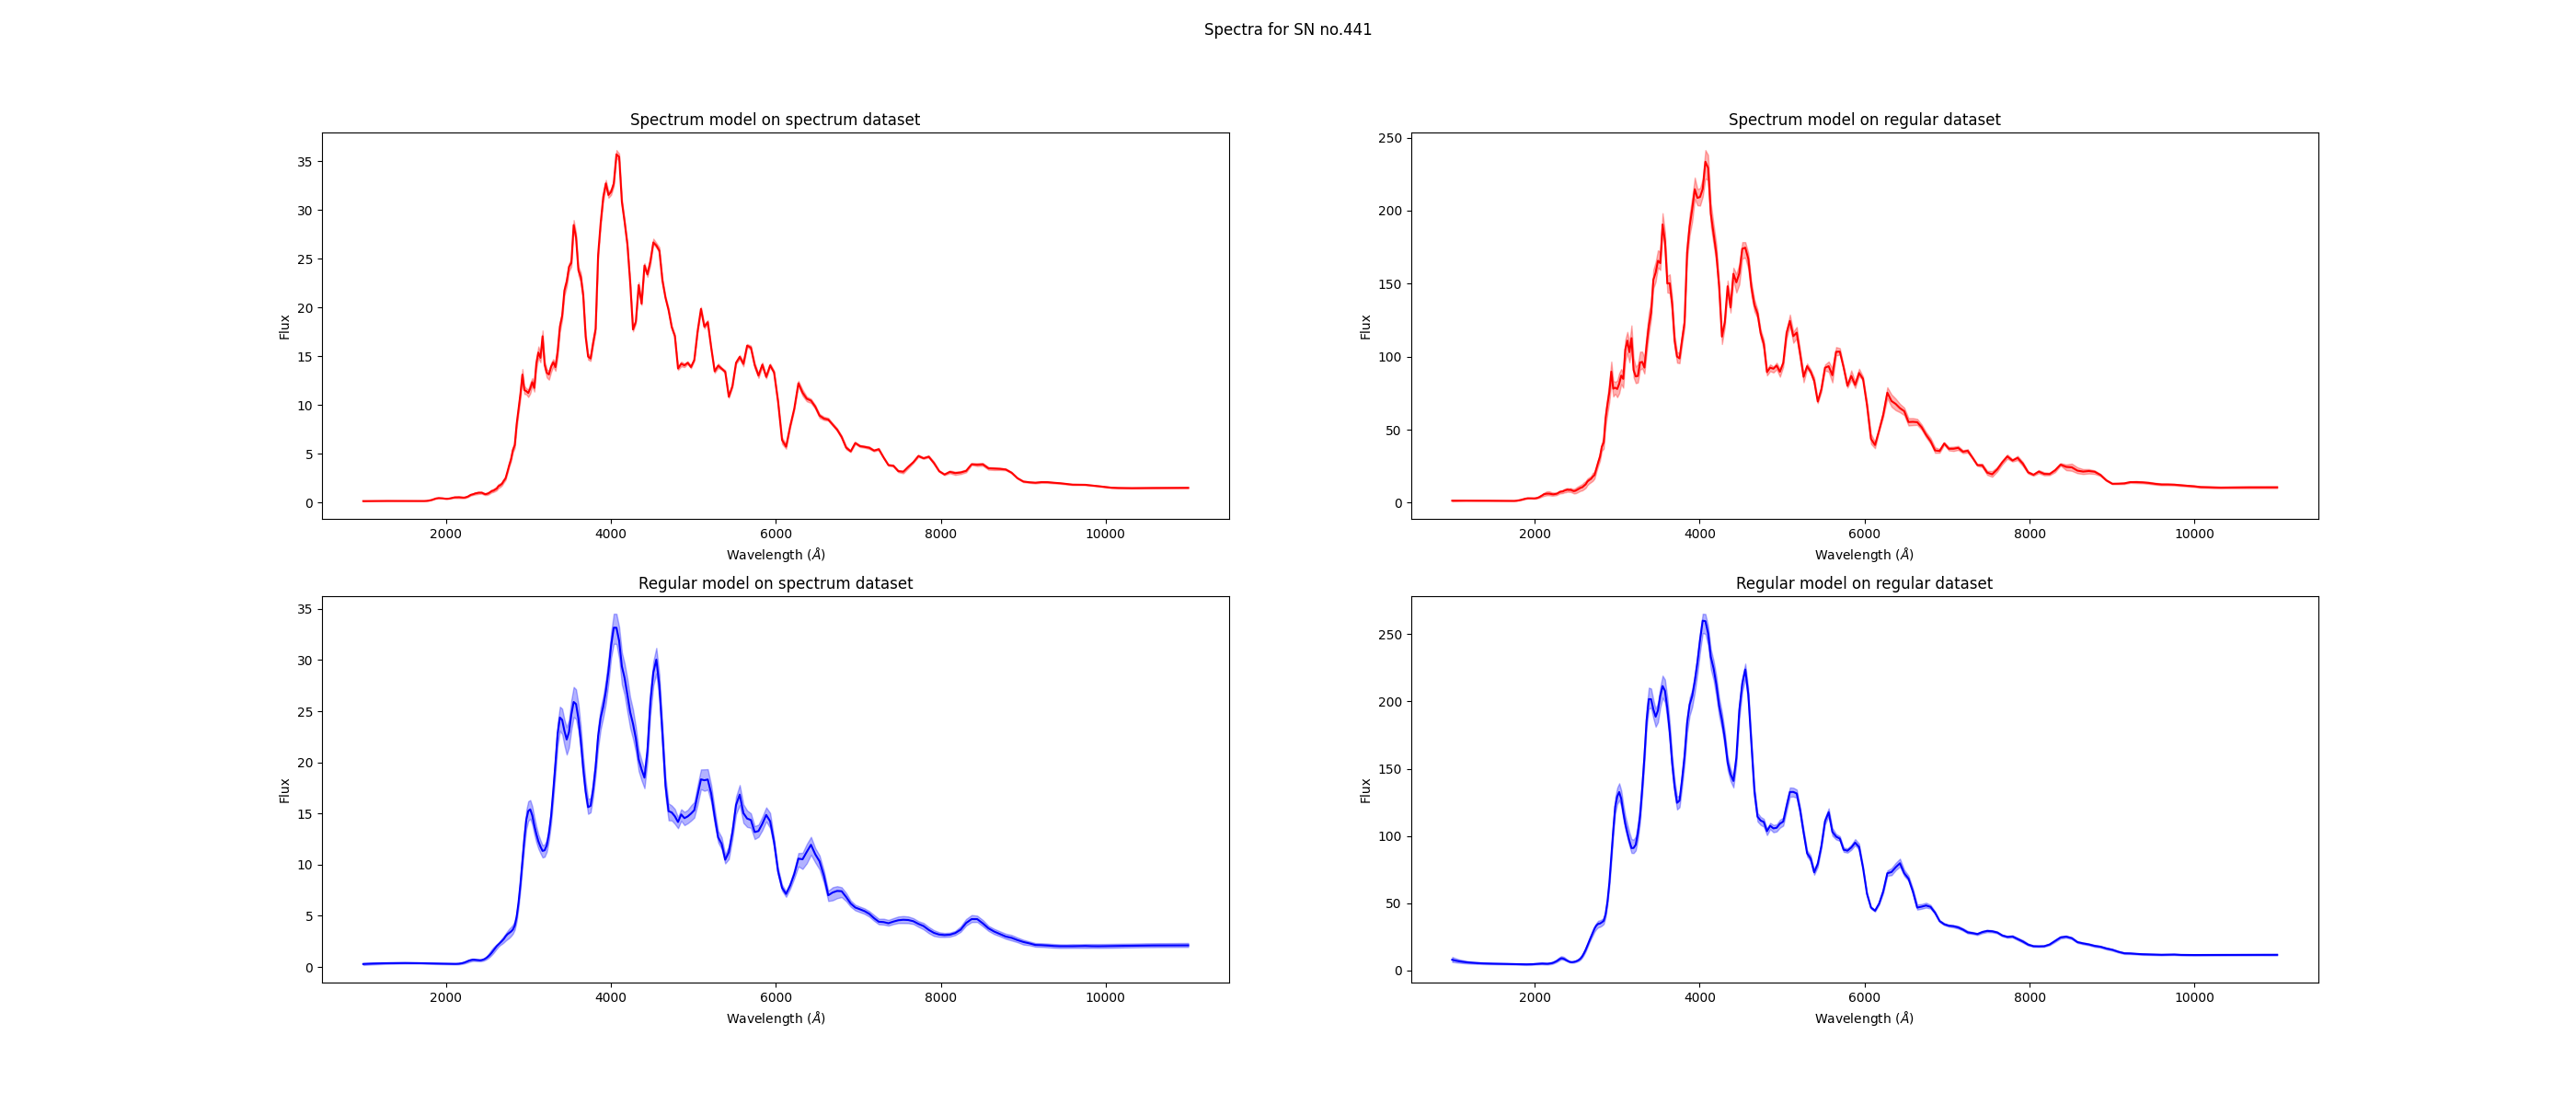 Spectra for SN no.441
Spectrum model on spectrum dataset
35
30
25
20
15
10
5
0
Flux
2000 4000 6000 8000 10000
Wavelength (Å)
Spectrum model on regular dataset
250
200
150
100
50
0
Flux
2000 4000 6000 8000 10000
Wavelength (Å)
Regular model on spectrum dataset
35
30
25
20
15
10
5
0
Flux
2000 4000 6000 8000 10000
Wavelength (Å)
Regular model on regular dataset
250
200
150
100
50
0
Flux
2000 4000 6000 8000 10000
Wavelength (Å)